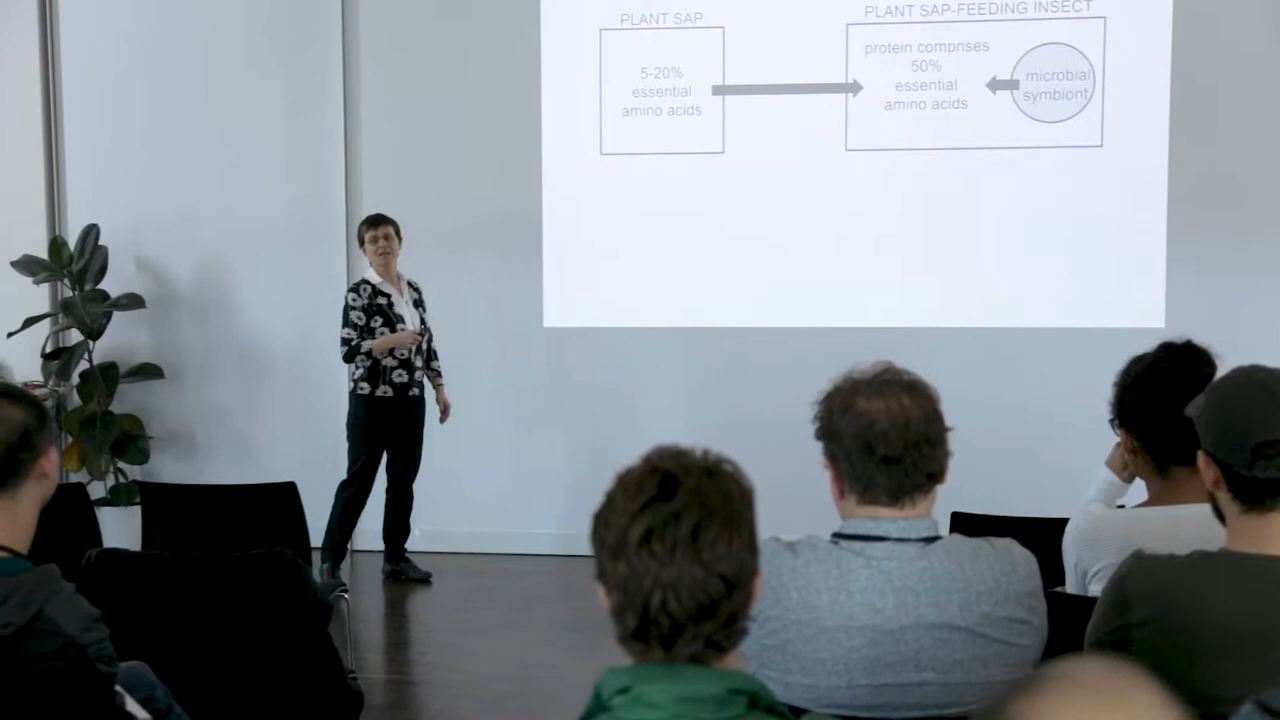 PLANT SAP
5-20%
essential
amino acids
PLANT SAP-FEEDING INSECT
protein comprises
50%
essential
amino acids
microbial
symbiont